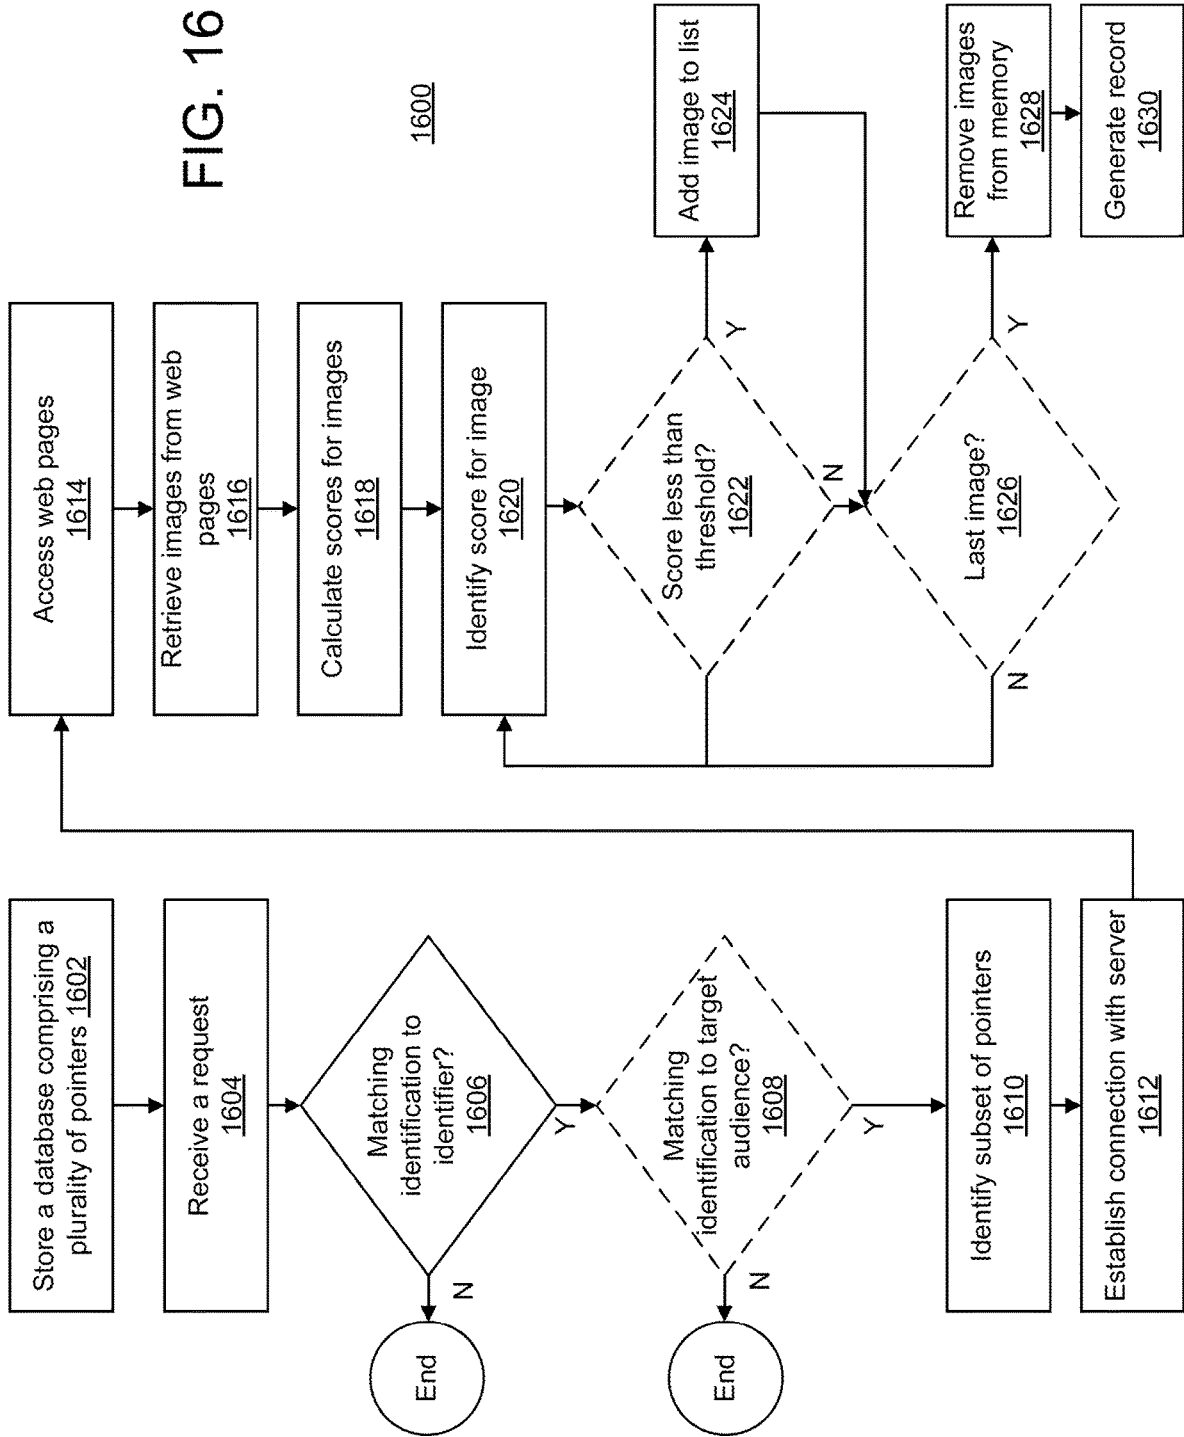 FIG. 16
1600
Store a database comprising a
plurality of pointers 1602
Receive a request
1604
Matching
identification to
identifier?
1606
N
End
Y
Matching
identification to target
audience?
1608
N
End
Y
Identify subset of pointers
1610
Establish connection with server
1612
Access web pages
1614
Retrieve images from web
pages
1616
Calculate scores for images
1618
Identify score for image
1620
Score less than
threshold?
1622
Y
N
Add image to list
1624
Last image?
1626
N
Y
Remove images
from memory
1628
Generate record
1630